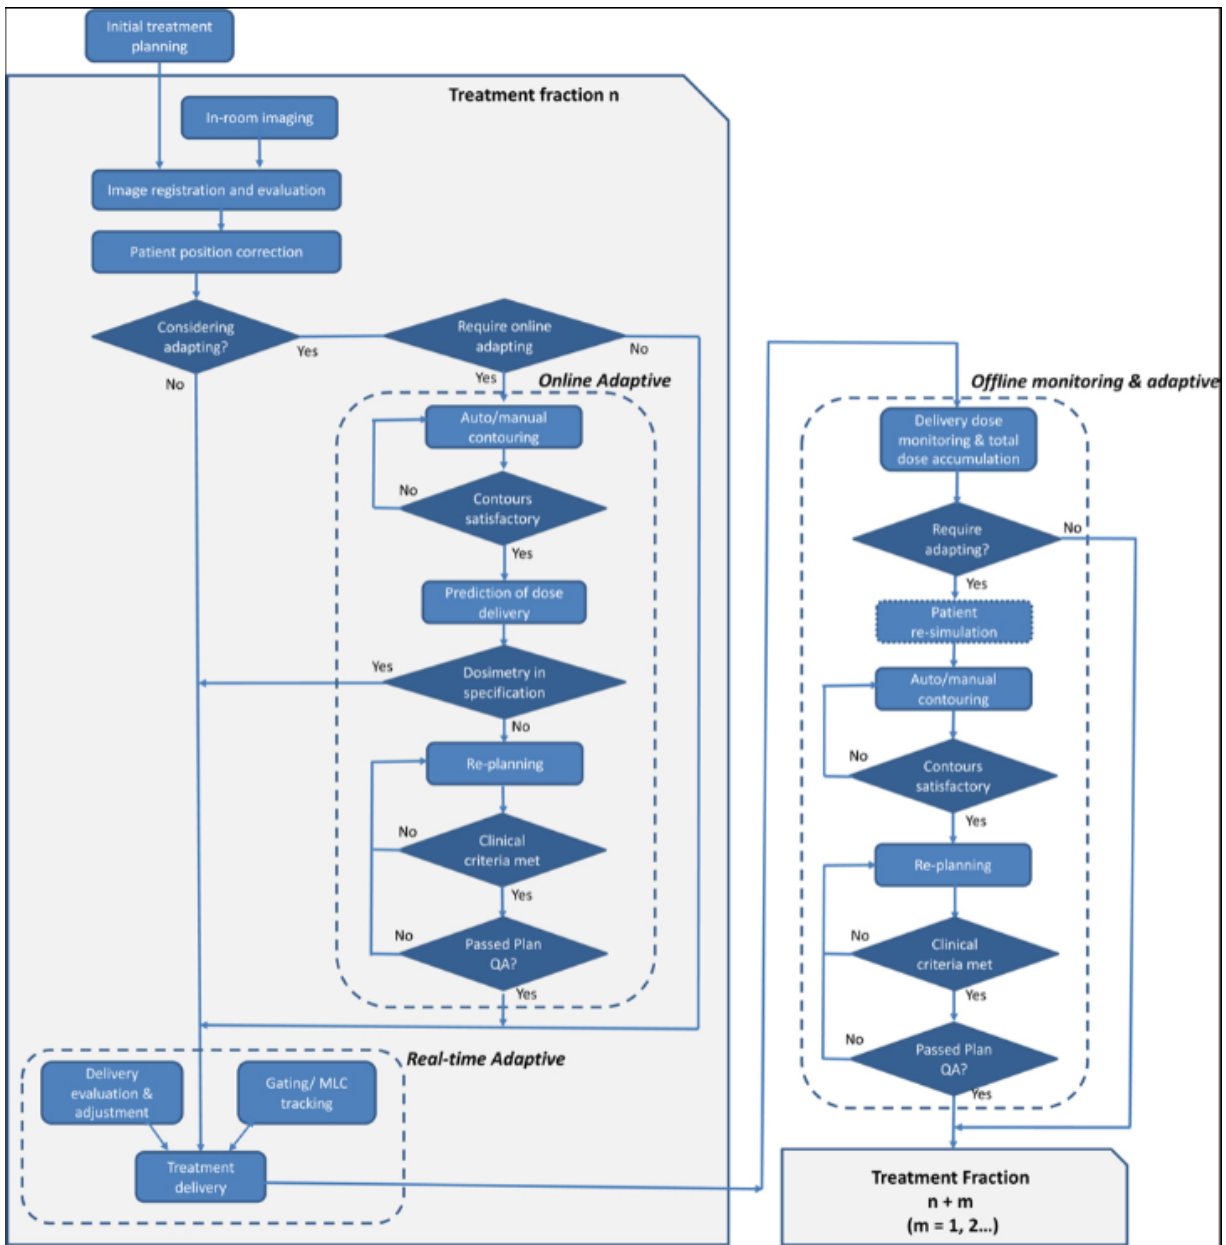 Initial treatment
planning
Treatment fraction n
In-room imaging
Image registration and evaluation
Patient position correction
Considering
adapting?
Yes
No
Require online
adapting
No
Yes
Online Adaptive
Auto/manual
contouring
No
Contours
satisfactory
Yes
Prediction of dose
delivery
Yes
Dosimetry in
specification
No
Re-planning
No
Clinical
criteria met
Yes
No
Passed Plan
QA?
Yes
Real-time Adaptive
Delivery
evaluation &
adjustment
Gating/ MLC
tracking
Treatment
delivery
Offline monitoring & adaptive
Delivery dose
monitoring & total
dose accumulation
Require
adapting?
No
Yes
Patient
re-simulation
Auto/manual
contouring
No
Contours
satisfactory
Yes
Re-planning
No
Clinical
criteria met
Yes
No
Passed Plan
QA?
Yes
Treatment Fraction
n + m
(m = 1, 2...)